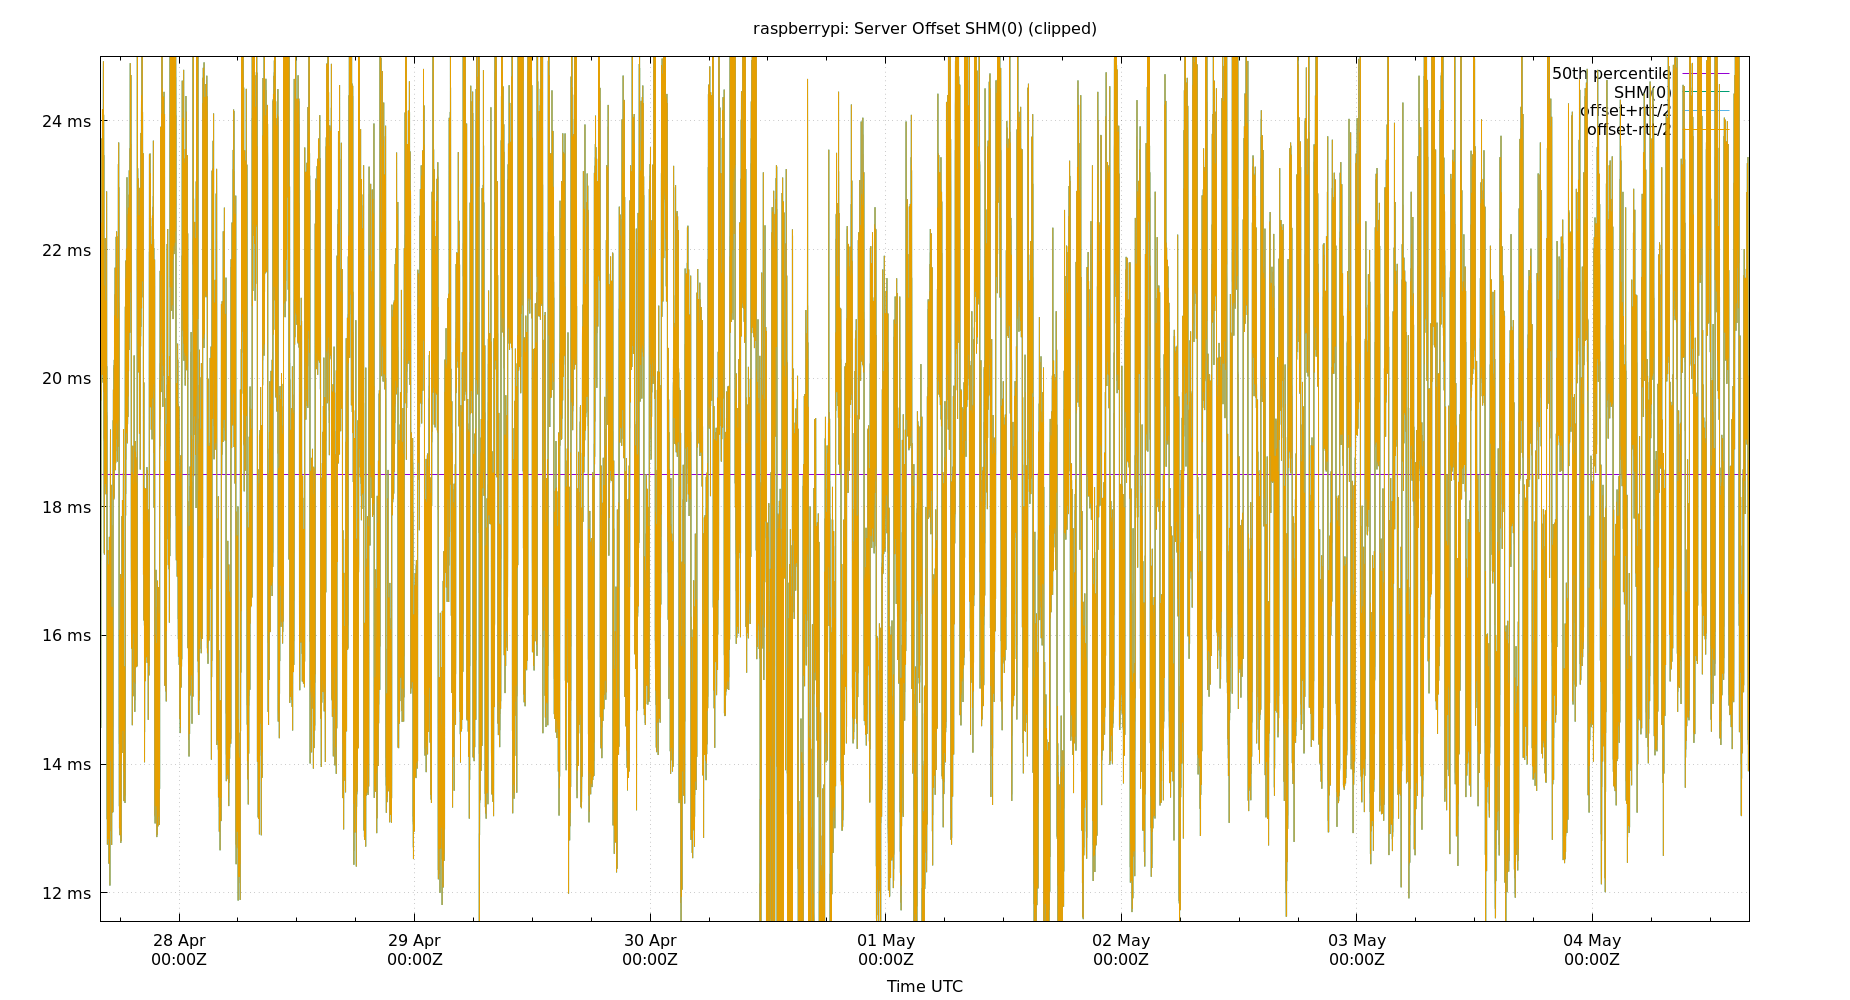 raspberrypi: Server Offset SHM(0) (clipped)
50th percentile
SHM(0)
offset+rtt/2
offset-rtt/2
24 ms
22 ms
20 ms
18 ms
16 ms
14 ms
12 ms
28 Apr 29 Apr 30 Apr 01 May 02 May 03 May 04 May
00:00Z 00:00Z 00:00Z 00:00Z 00:00Z 00:00Z 00:00Z
Time UTC